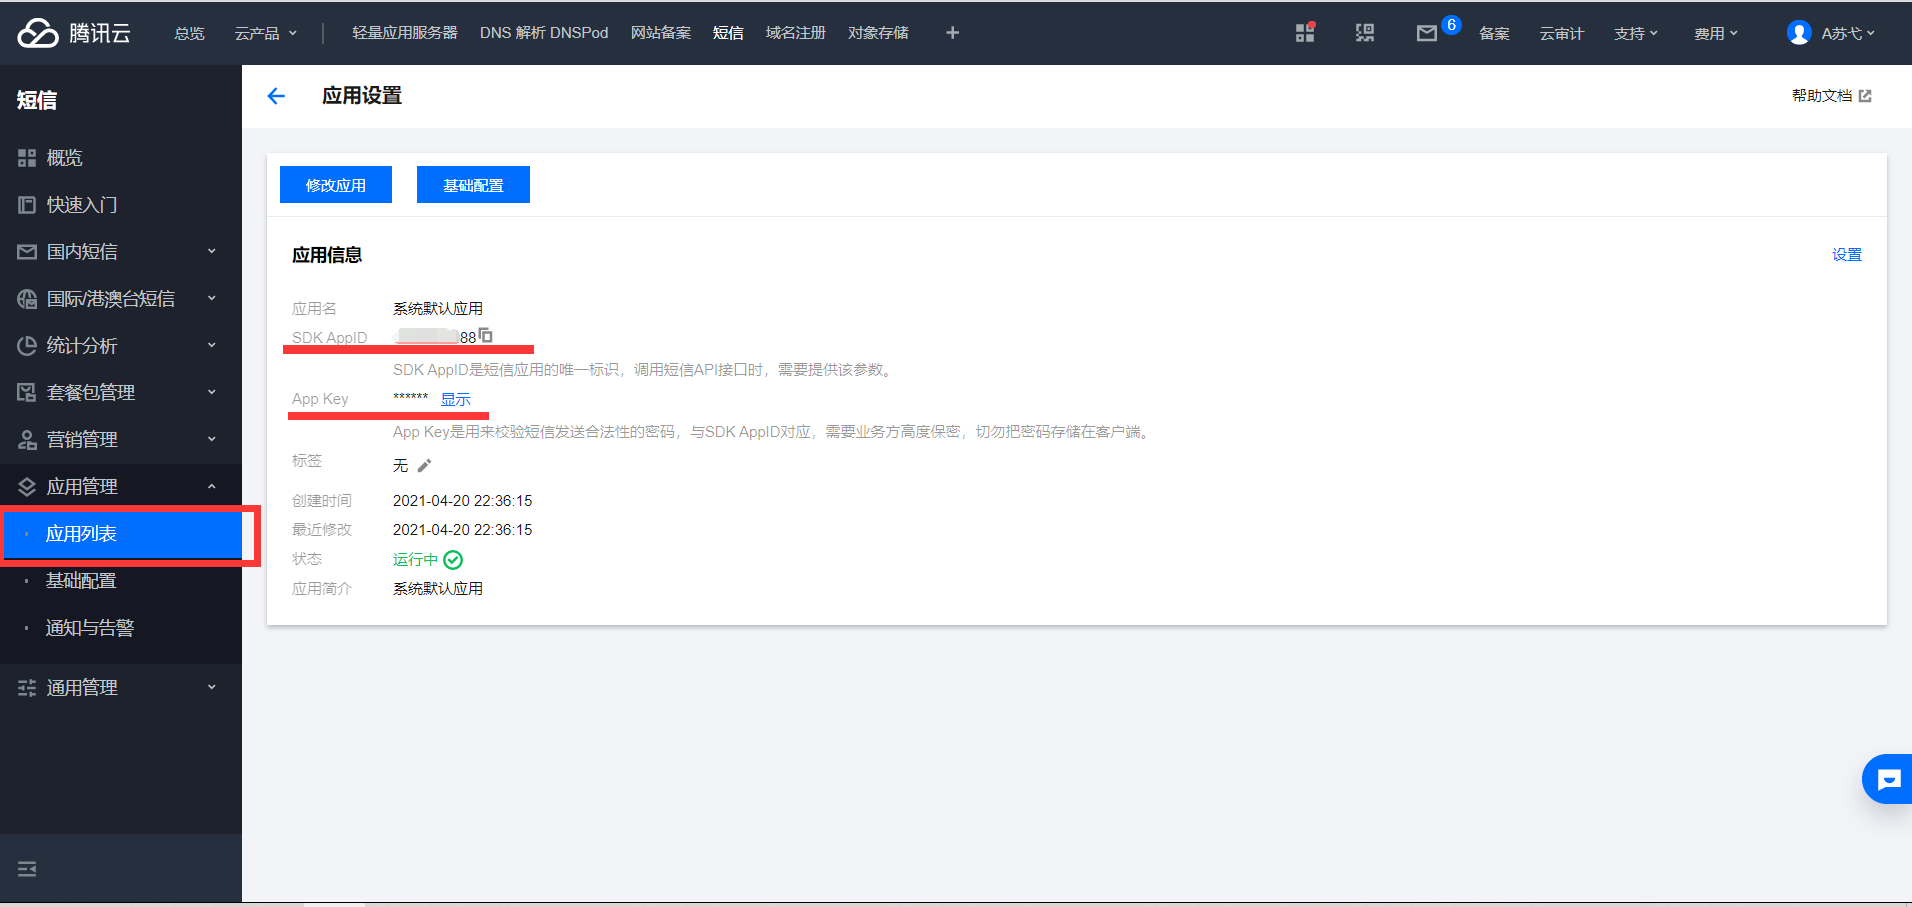 腾讯云 总览 云产品 轻量应用服务器 DNS 解析 DNSPod 网站备案 短信 域名注册 对象存储 6 备案 云审计 支持 费用 A苏弋
短信
概览
快速入门
国内短信
国际/港澳台短信
统计分析
套餐包管理
营销管理
应用管理
应用列表
基础配置
通知与告警
通用管理
应用设置 帮助文档
修改应用 基础配置
应用信息 设置
应用名 系统默认应用
SDK AppID 88
SDK AppID是短信应用的唯一标识，调用短信API接口时，需要提供该参数。
App Key ****** 显示
App Key是用来校验短信发送合法性的密码，与SDK AppID对应，需要业务方高度保密，切勿把密码存储在客户端。
标签 无
创建时间 2021-04-20 22:36:15
最近修改 2021-04-20 22:36:15
状态 运行中
应用简介 系统默认应用